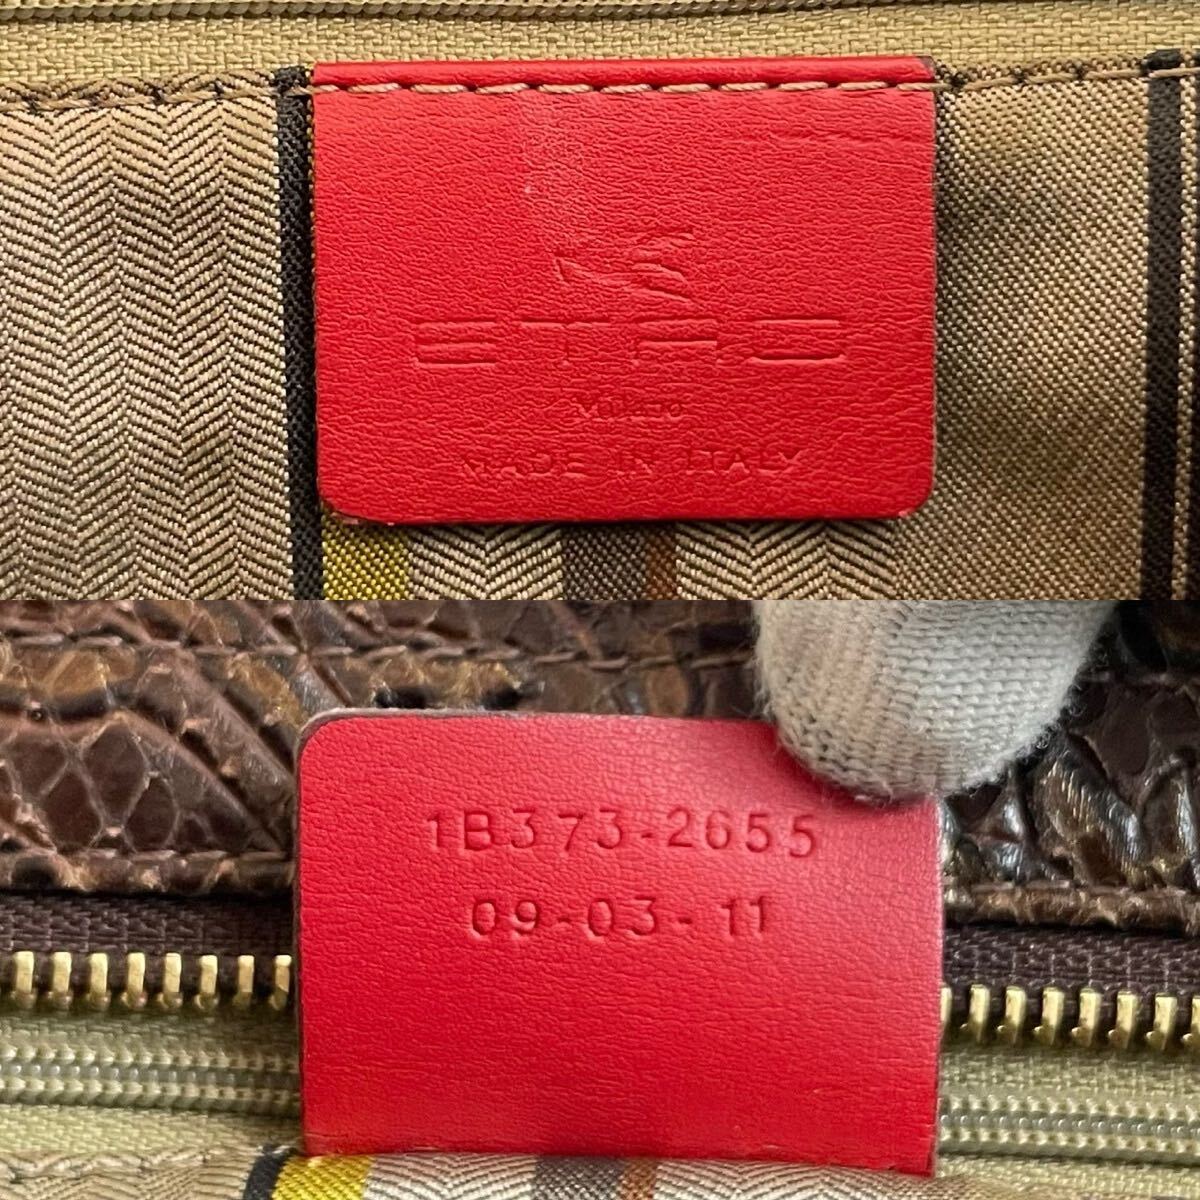 ETRO
Milano
MADE IN ITALY
1B373-2655
09-03-11